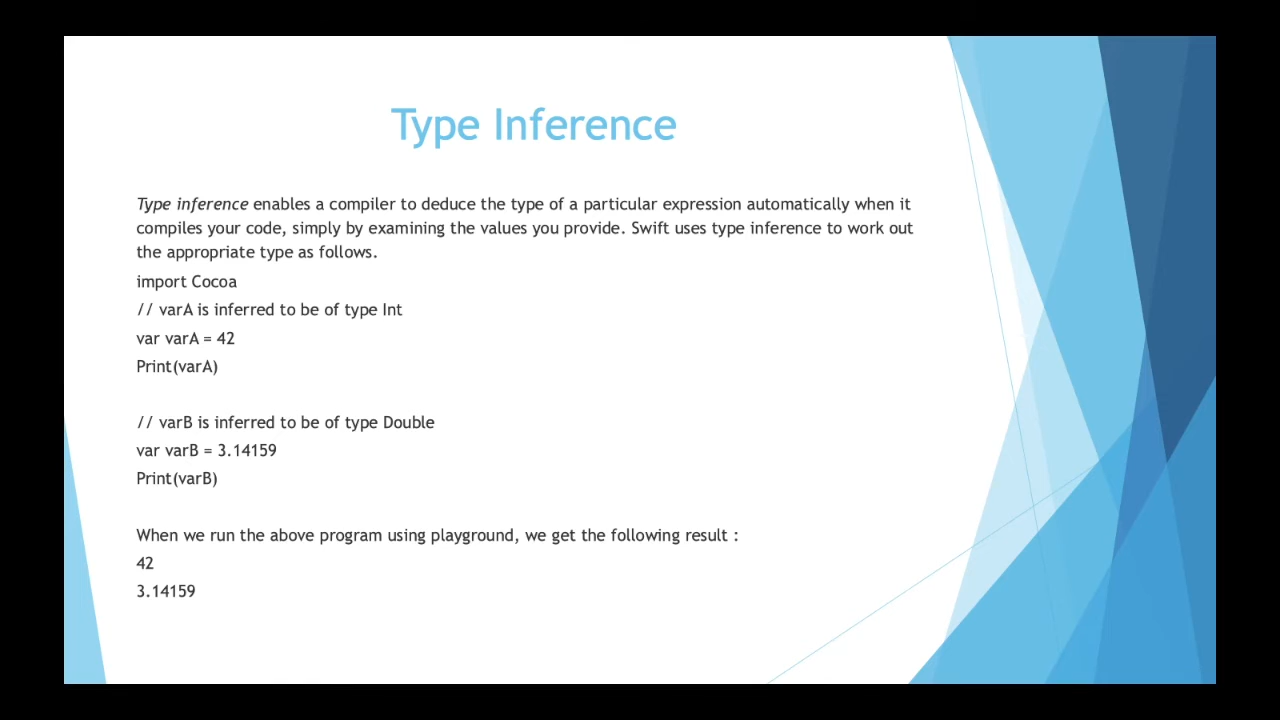 Type Inference
Type inference enables a compiler to deduce the type of a particular expression automatically when it
compiles your code, simply by examining the values you provide. Swift uses type inference to work out
the appropriate type as follows.
import Cocoa
// varA is inferred to be of type Int
var varA = 42
Print(varA)
// varB is inferred to be of type Double
var varB = 3.14159
Print(varB)
When we run the above program using playground, we get the following result :
42
3.14159